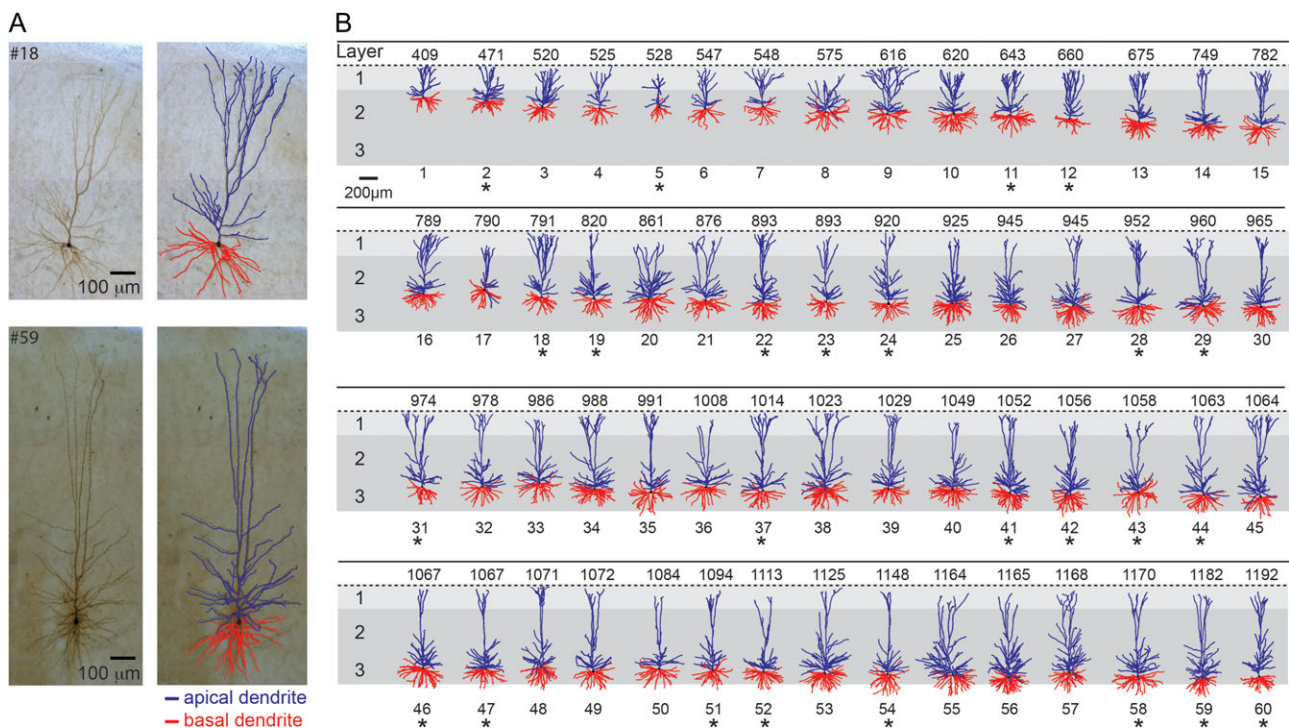 A
B
#18
100 μm
#59
100 μm
apical dendrite
basal dendrite
Layer 409 471 520 525 528 547 548 575 616 620 643 660 675 749 782
1
2
3
200μm
1 2 3 4 5 6 7 8 9 10 11 12 13 14 15
* * * *
789 790 791 820 861 876 893 893 920 925 945 945 952 960 965
1
2
3
16 17 18 19 20 21 22 23 24 25 26 27 28 29 30
* * * * * * *
974 978 986 988 991 1008 1014 1023 1029 1049 1052 1056 1058 1063 1064
1
2
3
31 32 33 34 35 36 37 38 39 40 41 42 43 44 45
* * * * * *
1067 1067 1071 1072 1084 1094 1113 1125 1148 1164 1165 1168 1170 1182 1192
1
2
3
46 47 48 49 50 51 52 53 54 55 56 57 58 59 60
* * * * * * * *